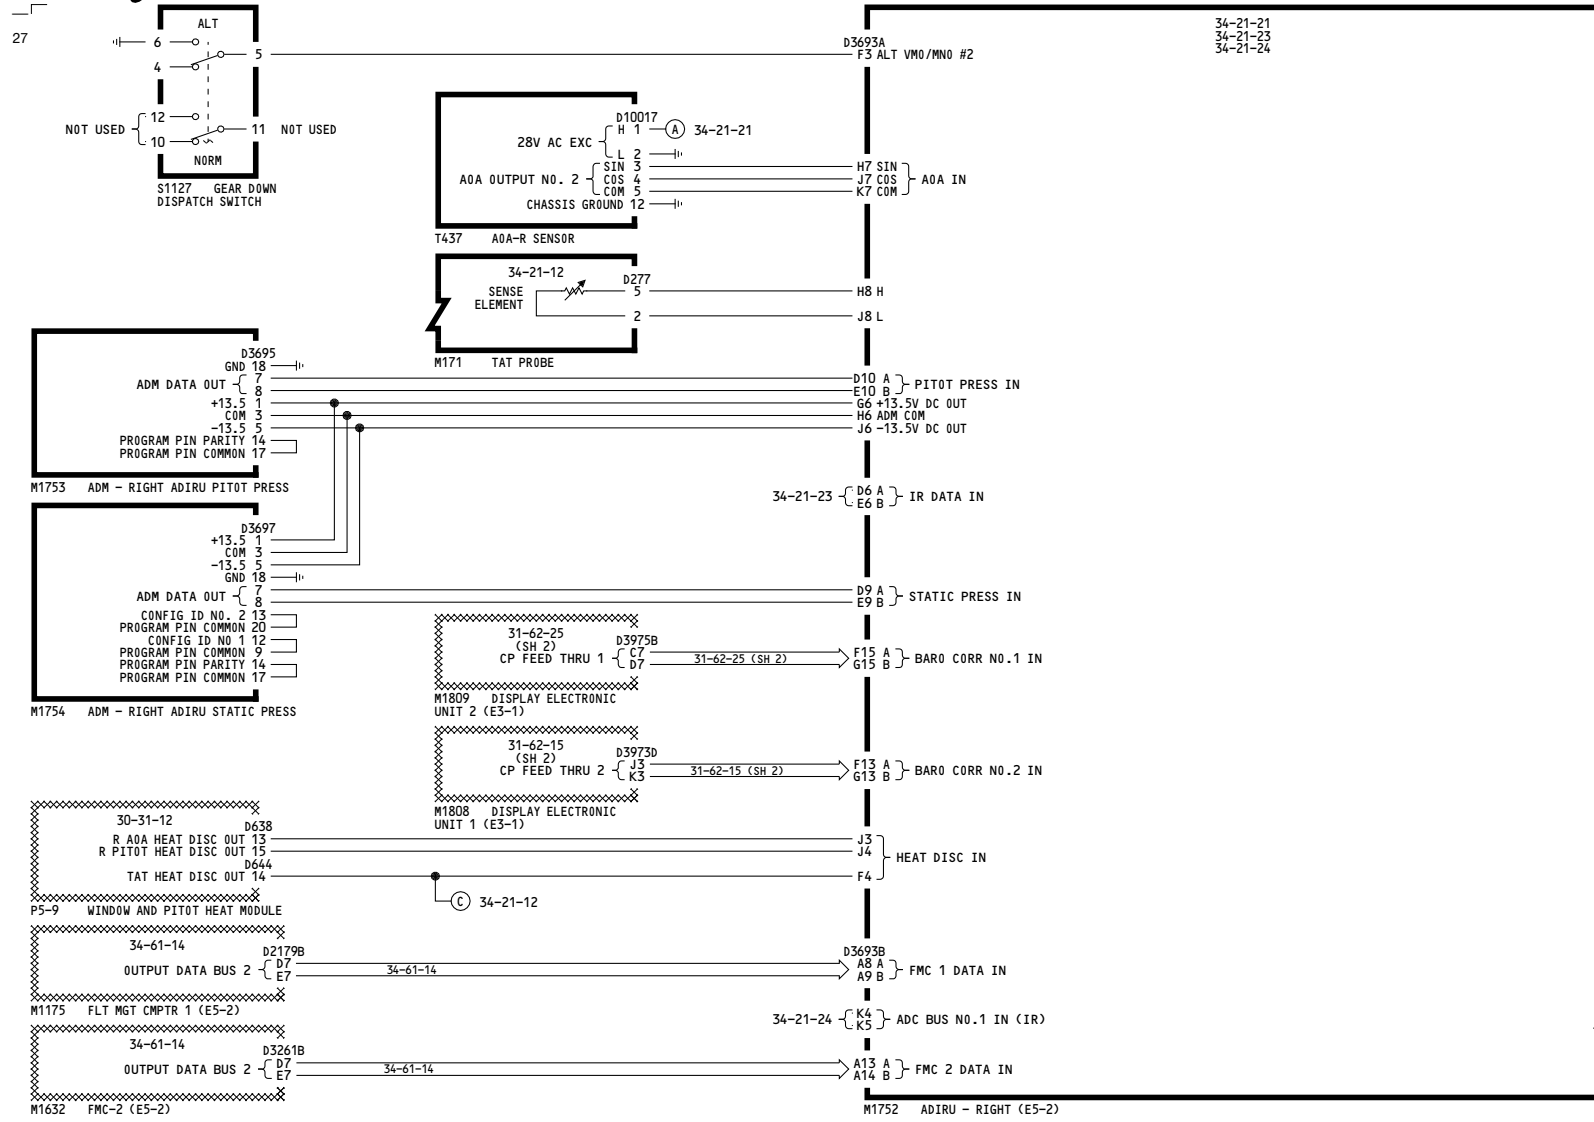 27
ALT
6
4
5
12
10
NOT USED
11 NOT USED
NORM
S1127 GEAR DOWN
DISPATCH SWITCH
34-21-21
34-21-23
34-21-24
D3693A
F3 ALT VMO/MNO #2
D10017
28V AC EXC
H 1
A 34-21-21
L 2
AOA OUTPUT NO. 2
SIN 3
COS 4
COM 5
CHASSIS GROUND 12
T437 AOA-R SENSOR
H7 SIN
J7 COS
K7 COM
AOA IN
34-21-12
D277
SENSE
ELEMENT
5
2
M171 TAT PROBE
H8 H
J8 L
D3695
GND 18
ADM DATA OUT
7
8
+13.5 1
COM 3
-13.5 5
PROGRAM PIN PARITY 14
PROGRAM PIN COMMON 17
M1753 ADM - RIGHT ADIRU PITOT PRESS
D10 A
E10 B
PITOT PRESS IN
G6 +13.5V DC OUT
H6 ADM COM
J6 -13.5V DC OUT
34-21-23
D6 A
E6 B
IR DATA IN
D3697
+13.5 1
COM 3
-13.5 5
GND 18
ADM DATA OUT
7
8
CONFIG ID NO. 2 13
PROGRAM PIN COMMON 20
CONFIG ID NO 1 12
PROGRAM PIN COMMON 9
PROGRAM PIN PARITY 14
PROGRAM PIN COMMON 17
M1754 ADM - RIGHT ADIRU STATIC PRESS
D9 A
E9 B
STATIC PRESS IN
31-62-25
(SH 2)
D3975B
CP FEED THRU 1
C7
D7
31-62-25 (SH 2)
M1809 DISPLAY ELECTRONIC
UNIT 2 (E3-1)
F15 A
G15 B
BARO CORR NO.1 IN
31-62-15
(SH 2)
D3973D
CP FEED THRU 2
J3
K3
31-62-15 (SH 2)
M1808 DISPLAY ELECTRONIC
UNIT 1 (E3-1)
F13 A
G13 B
BARO CORR NO.2 IN
30-31-12
D638
R AOA HEAT DISC OUT 13
R PITOT HEAT DISC OUT 15
D644
TAT HEAT DISC OUT 14
P5-9 WINDOW AND PITOT HEAT MODULE
C 34-21-12
J3
J4
F4
HEAT DISC IN
34-61-14
D2179B
OUTPUT DATA BUS 2
D7
E7
34-61-14
M1175 FLT MGT CMPTR 1 (E5-2)
D3693B
A8 A
A9 B
FMC 1 DATA IN
34-21-24
K4
K5
ADC BUS NO.1 IN (IR)
34-61-14
D3261B
OUTPUT DATA BUS 2
D7
E7
34-61-14
M1632 FMC-2 (E5-2)
A13 A
A14 B
FMC 2 DATA IN
M1752 ADIRU - RIGHT (E5-2)